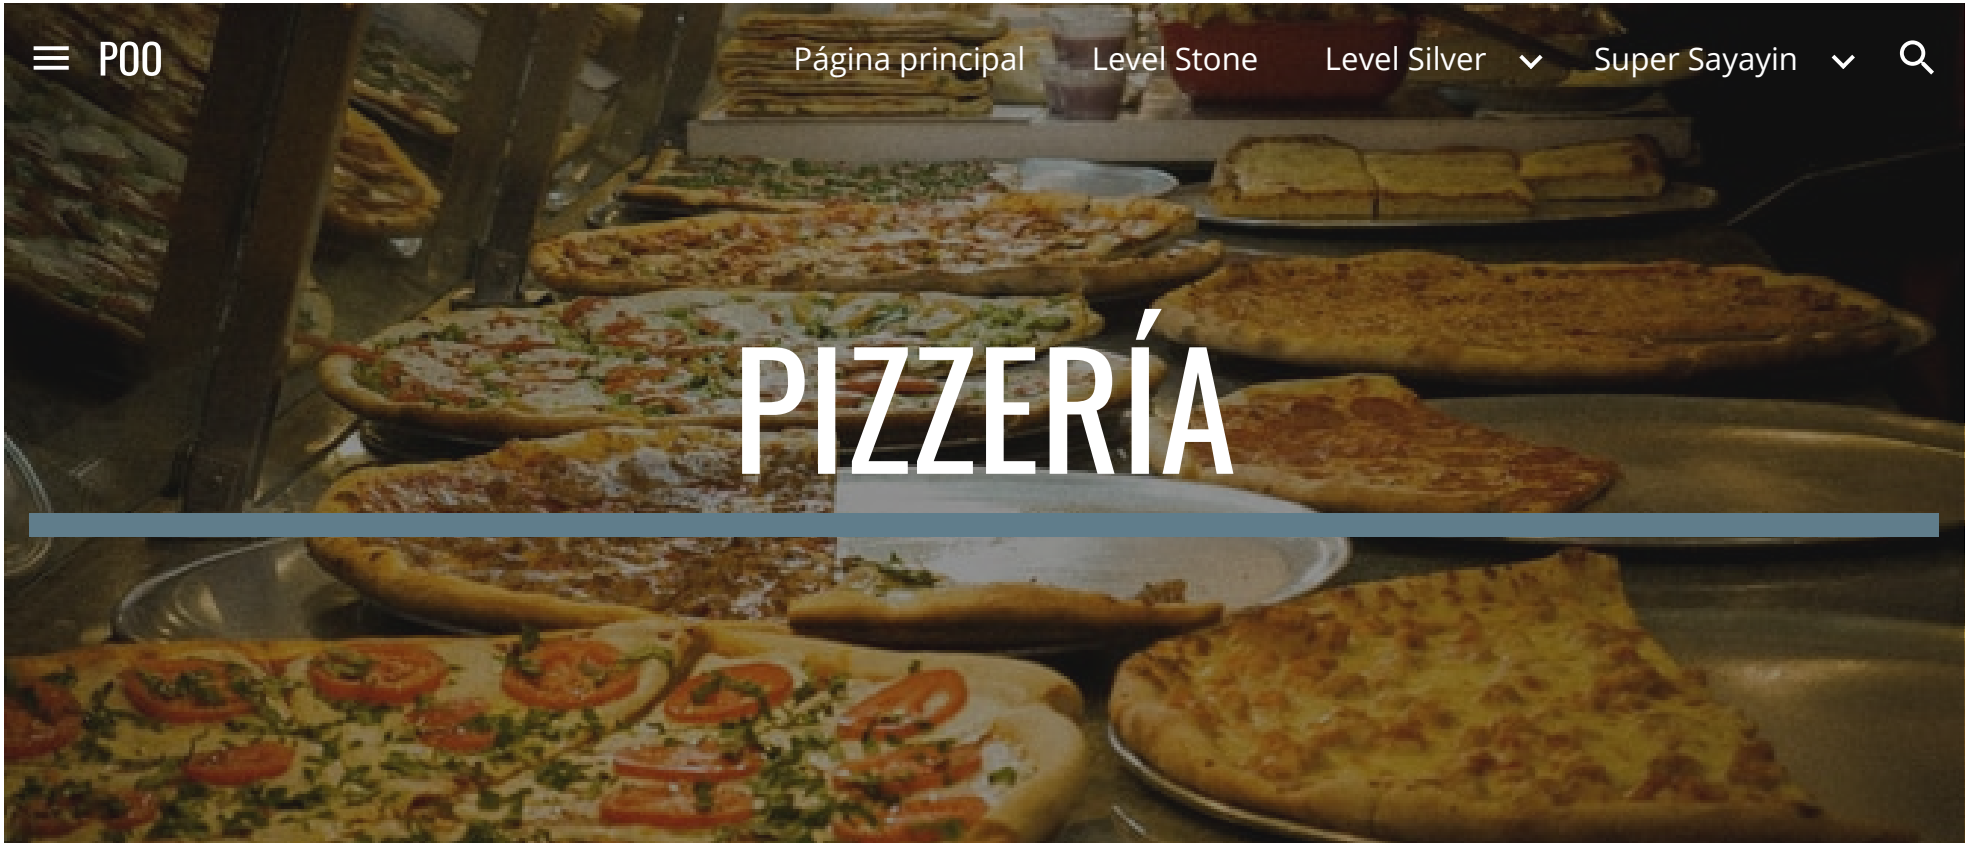 POO
Página principal
Level Stone
Level Silver
Super Sayayin
PIZZERÍA